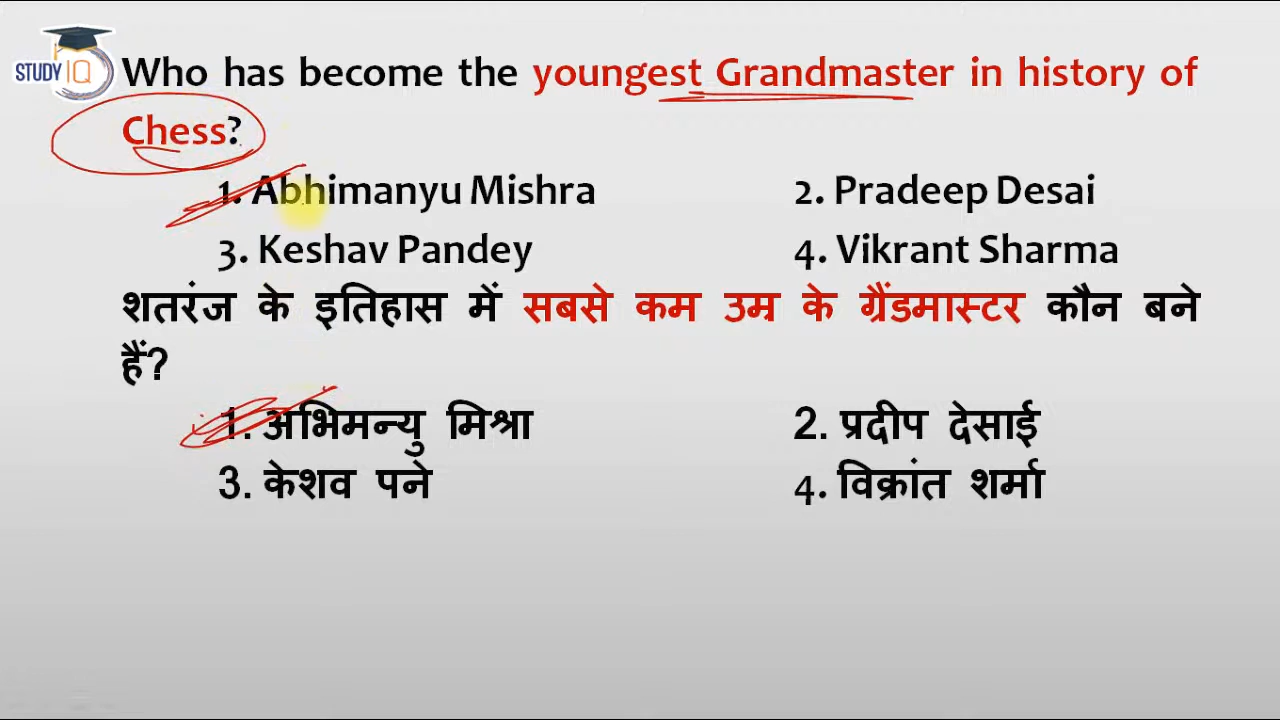 STUDY IQ
Who has become the youngest Grandmaster in history of
Chess?
1. Abhimanyu Mishra 2. Pradeep Desai
3. Keshav Pandey 4. Vikrant Sharma
शतरंज के इतिहास में सबसे कम उम्र के ग्रैंडमास्टर कौन बने
हैं?
1. अभिमन्यु मिश्रा 2. प्रदीप देसाई
3. केशव पने 4. विक्रांत शर्मा